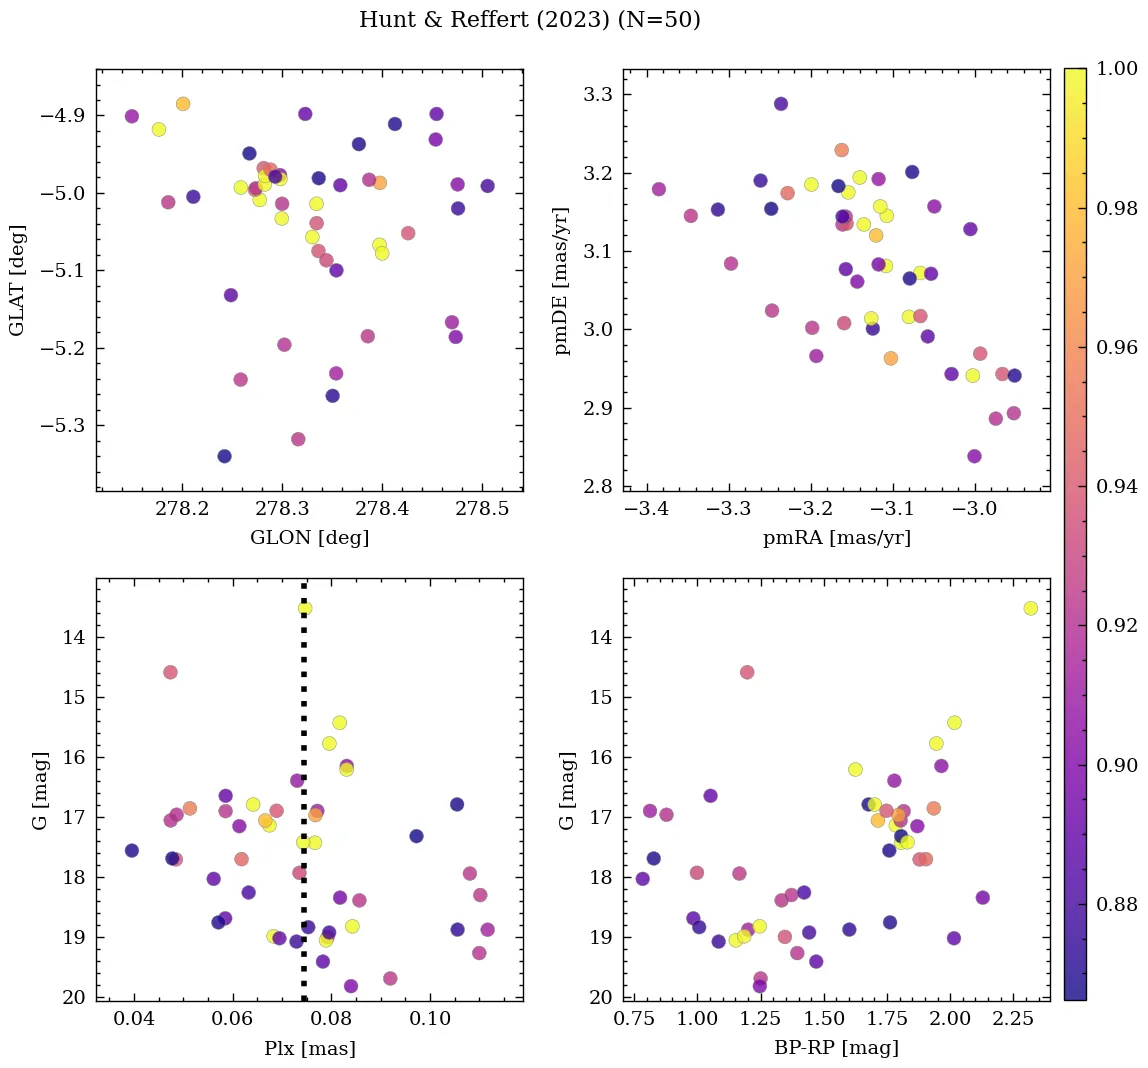 Hunt & Reffert (2023) (N=50)
−4.9
−5.0
−5.1
−5.2
−5.3
GLAT [deg]
278.2 278.3 278.4 278.5
GLON [deg]
3.3
3.2
3.1
3.0
2.9
2.8
pmDE [mas/yr]
−3.4 −3.3 −3.2 −3.1 −3.0
pmRA [mas/yr]
14
15
16
17
18
19
20
G [mag]
0.04 0.06 0.08 0.10
Plx [mas]
14
15
16
17
18
19
20
G [mag]
0.75 1.00 1.25 1.50 1.75 2.00 2.25
BP-RP [mag]
1.00
0.98
0.96
0.94
0.92
0.90
0.88